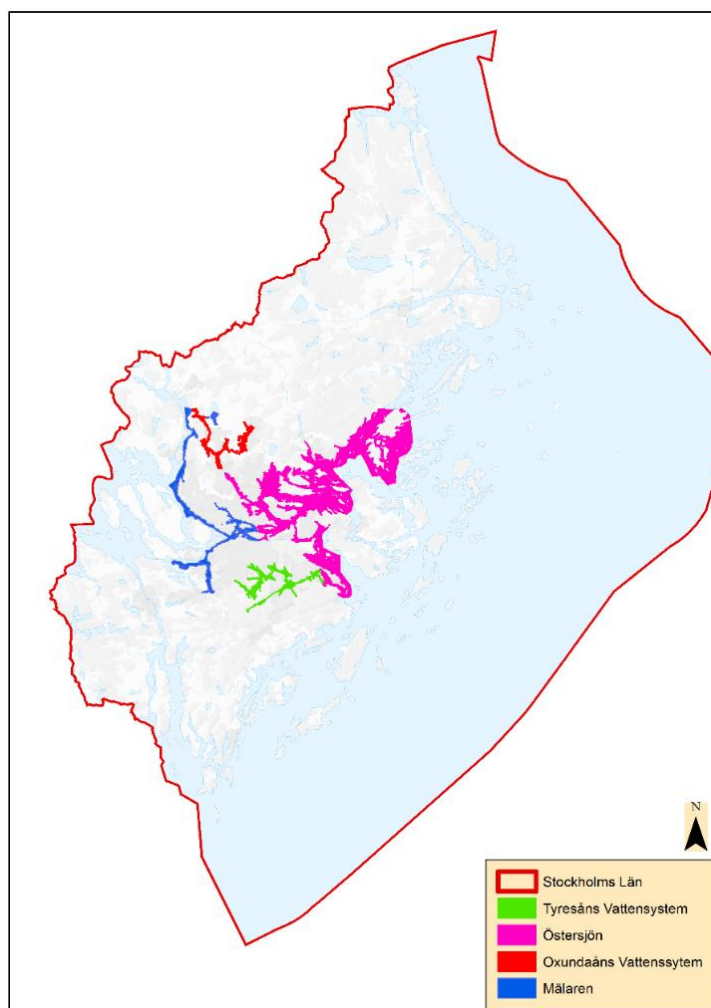 N
Stockholms Län
Tyresåns Vattensystem
Östersjön
Oxundaåns Vattenssytem
Mälaren